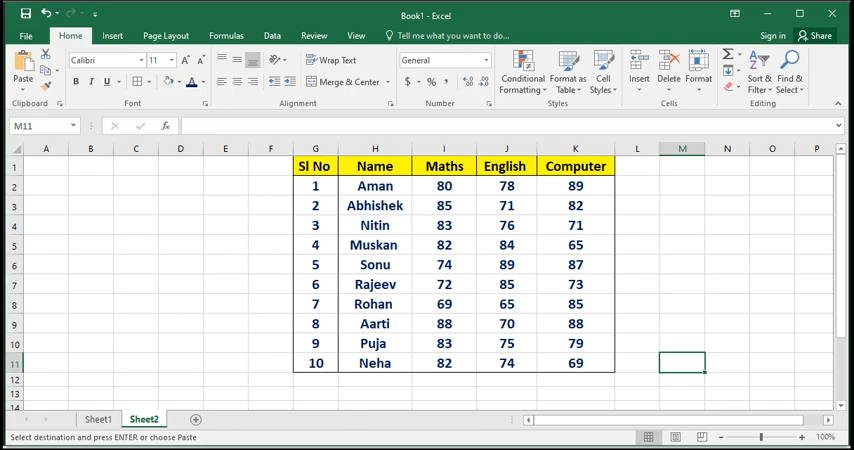 Book1 - Excel
File Home Insert Page Layout Formulas Data Review View Tell me what you want to do... Sign in Share
Paste
Calibri 11
B I U
Wrap Text
Merge & Center
General
$ % ,
Conditional Formatting
Format as Table
Cell Styles
Insert Delete Format
Sort & Filter
Find & Select
Clipboard Font Alignment Number Styles Cells Editing
M11 fx
A B C D E F G H I J K L M N O P
1 Sl No Name Maths English Computer
2 1 Aman 80 78 89
3 2 Abhishek 85 71 82
4 3 Nitin 83 76 71
5 4 Muskan 82 84 65
6 5 Sonu 74 89 87
7 6 Rajeev 72 85 73
8 7 Rohan 69 65 85
9 8 Aarti 88 70 88
10 9 Puja 83 75 79
11 10 Neha 82 74 69
12
13
14
Sheet1 Sheet2
Select destination and press ENTER or choose Paste 100%